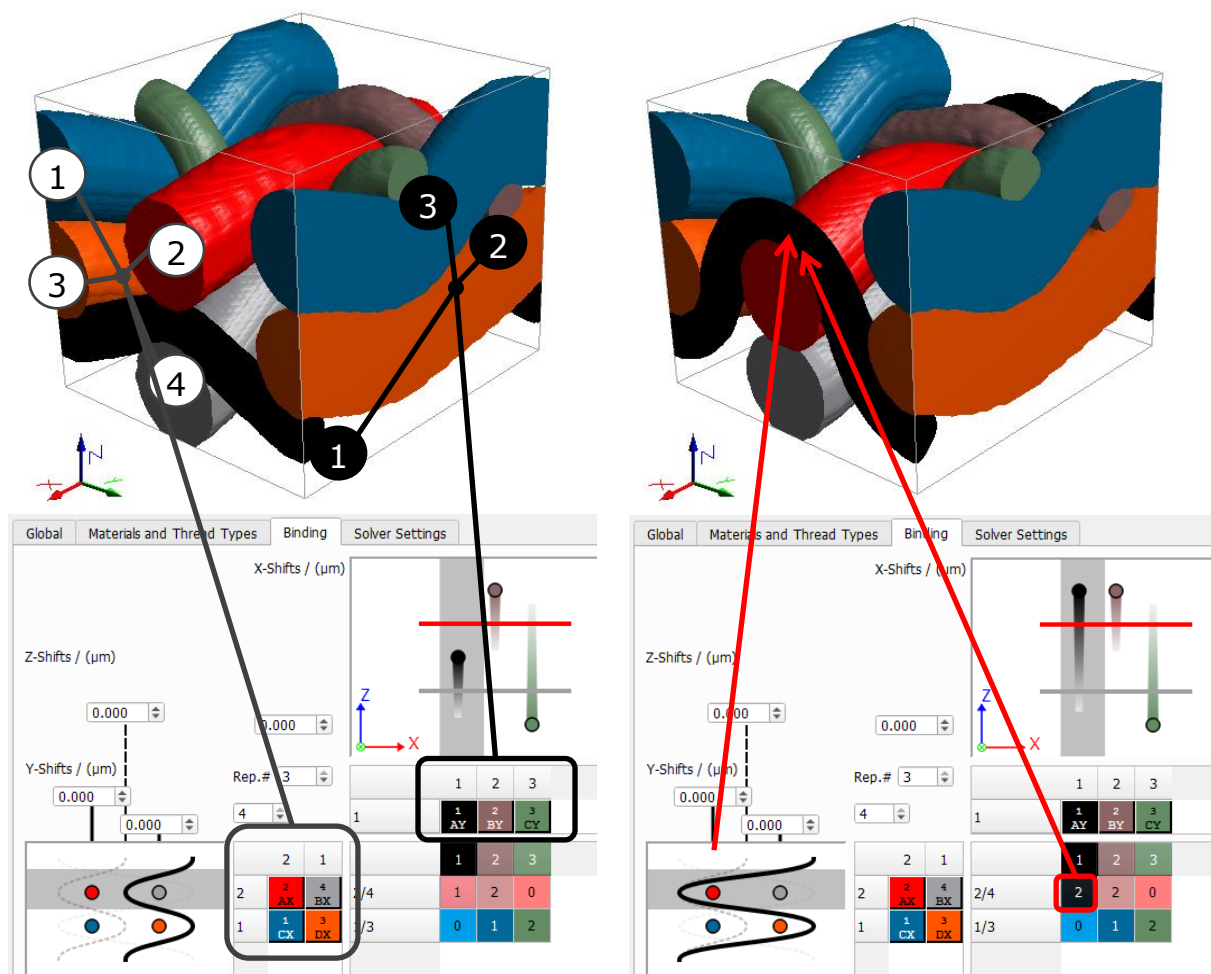 1
2
3
4
3
2
1
Z
X
Y
Global Materials and Thread Types Binding Solver Settings
X-Shifts / (µm)
Z-Shifts / (µm)
0.000
0.000
Z
X
Y-Shifts / (µm)
Rep.# 3
0.000
4
0.000
1 2 3
1
1 AY
2 BY
3 CY
2 1
1 2 3
2
2 AX
4 BX
2/4
1 2 0
1
1 CX
3 DX
1/3
0 1 2
Z
X
Y
Global Materials and Thread Types Binding Solver Settings
X-Shifts / (µm)
Z-Shifts / (µm)
0.000
0.000
Z
X
Y-Shifts / (µm)
Rep.# 3
0.000
4
0.000
1 2 3
1
1 AY
2 BY
3 CY
2 1
1 2 3
2
2 AX
4 BX
2/4
2 2 0
1
1 CX
3 DX
1/3
0 1 2